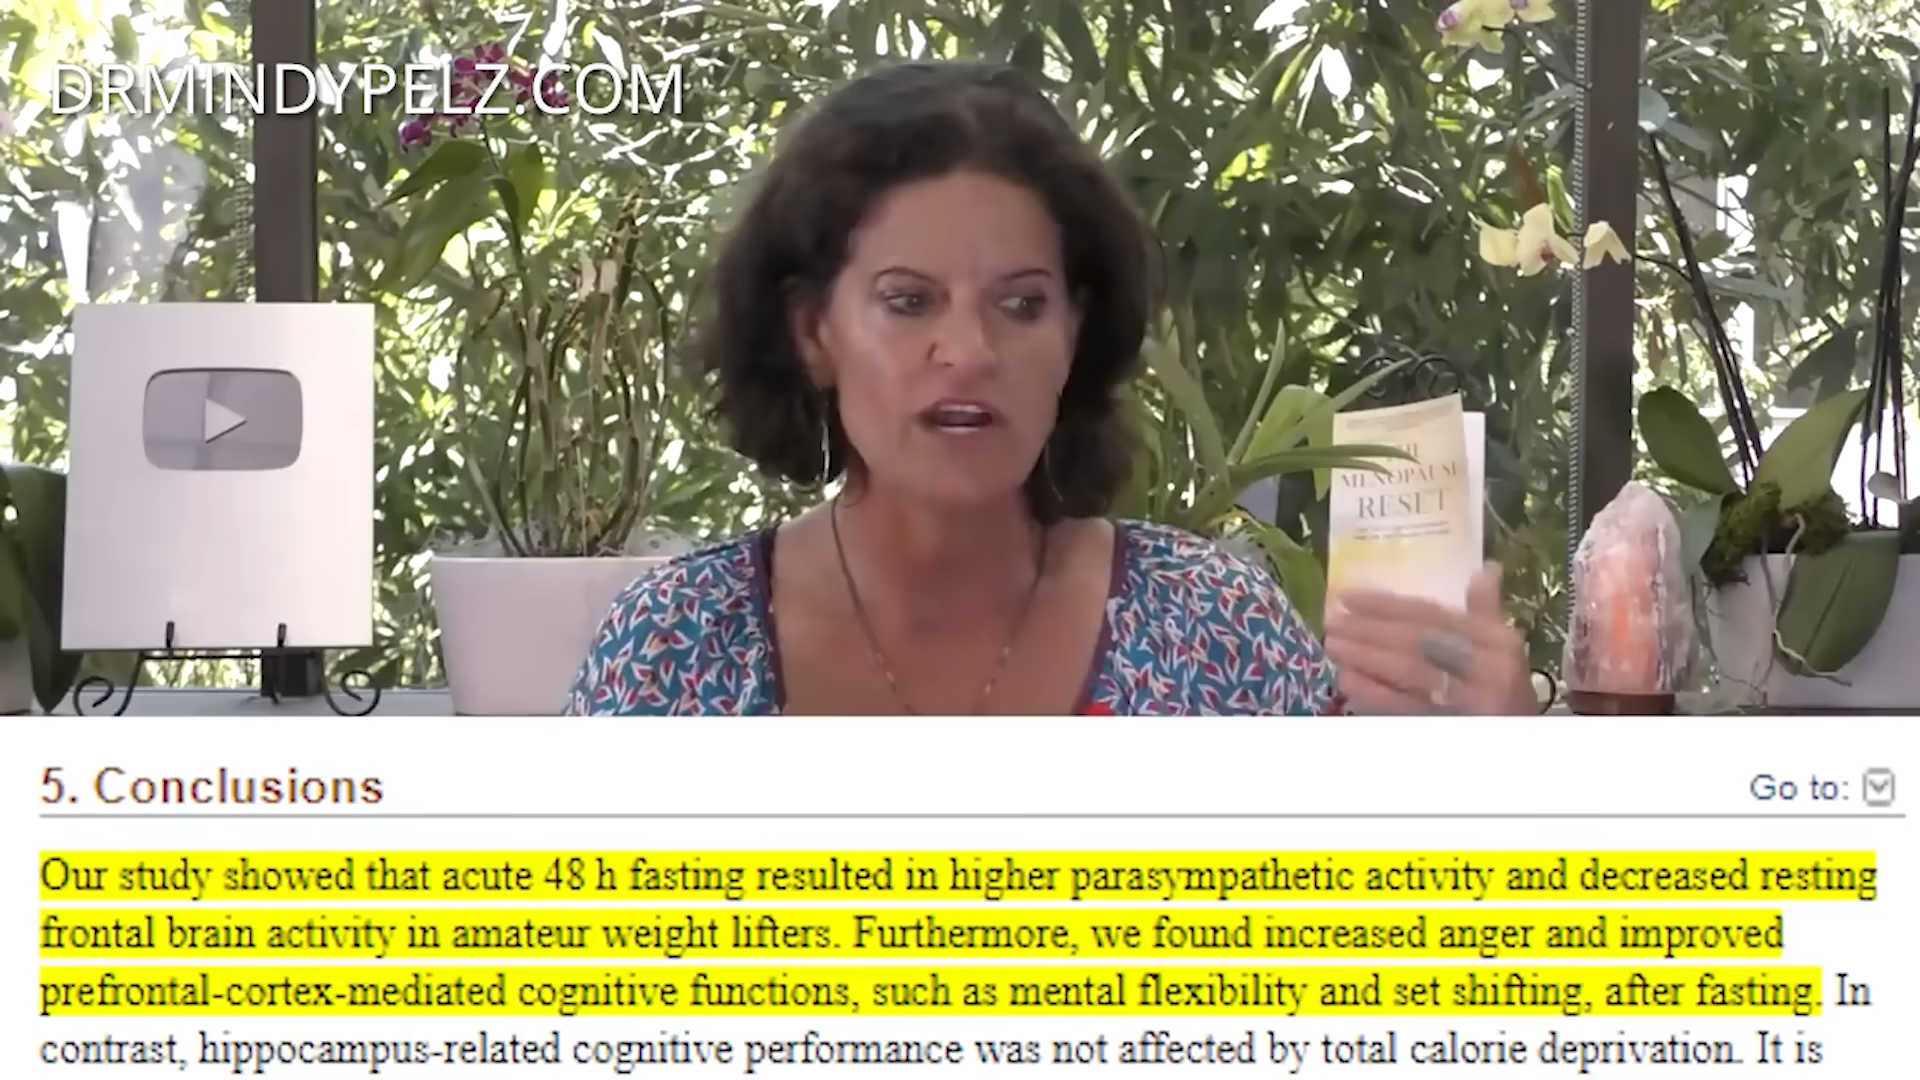 DRMINDYPELZ.COM
MENOPAUSE
RESET
5. Conclusions
Go to:
Our study showed that acute 48 h fasting resulted in higher parasympathetic activity and decreased resting
frontal brain activity in amateur weight lifters. Furthermore, we found increased anger and improved
prefrontal-cortex-mediated cognitive functions, such as mental flexibility and set shifting, after fasting. In
contrast, hippocampus-related cognitive performance was not affected by total calorie deprivation. It is